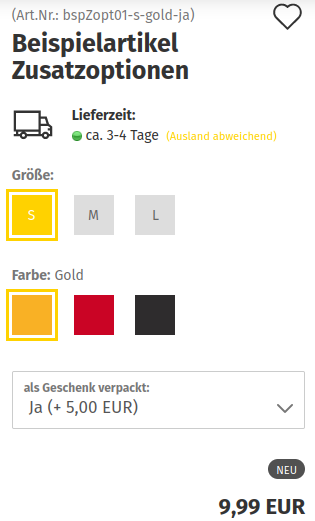 (Art.Nr.: bspZopt01-s-gold-ja)
Beispielartikel
Zusatzoptionen
Lieferzeit:
ca. 3-4 Tage (Ausland abweichend)
Größe:
S M L
Farbe: Gold
als Geschenk verpackt:
Ja (+ 5,00 EUR)
NEU
9,99 EUR